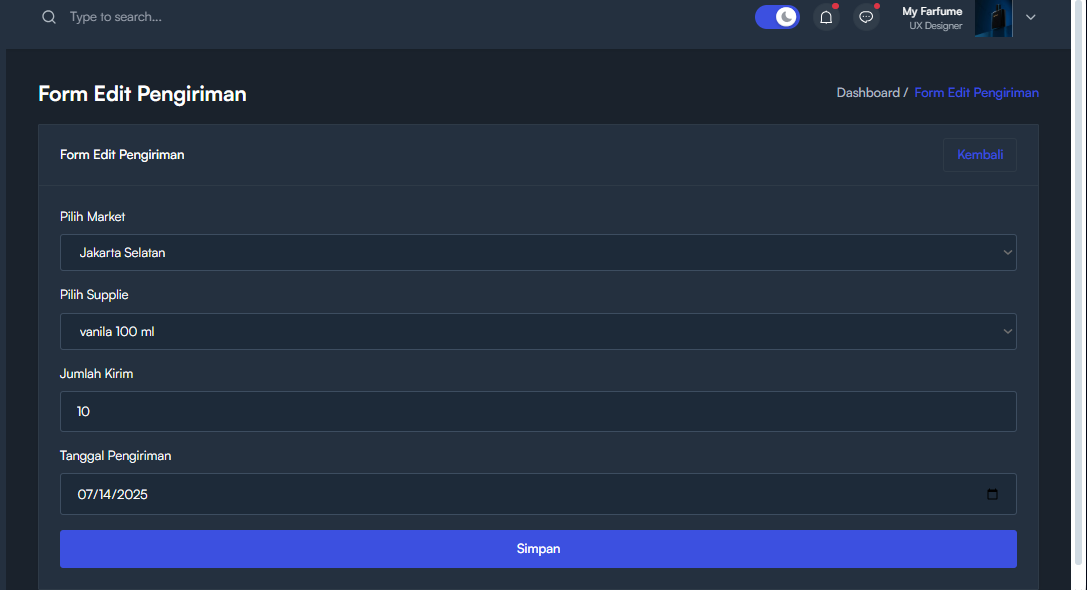 Type to search...
My Farfume
UX Designer
Form Edit Pengiriman
Dashboard / Form Edit Pengiriman
Form Edit Pengiriman
Kembali
Pilih Market
Jakarta Selatan
Pilih Supplie
vanila 100 ml
Jumlah Kirim
10
Tanggal Pengiriman
07/14/2025
Simpan